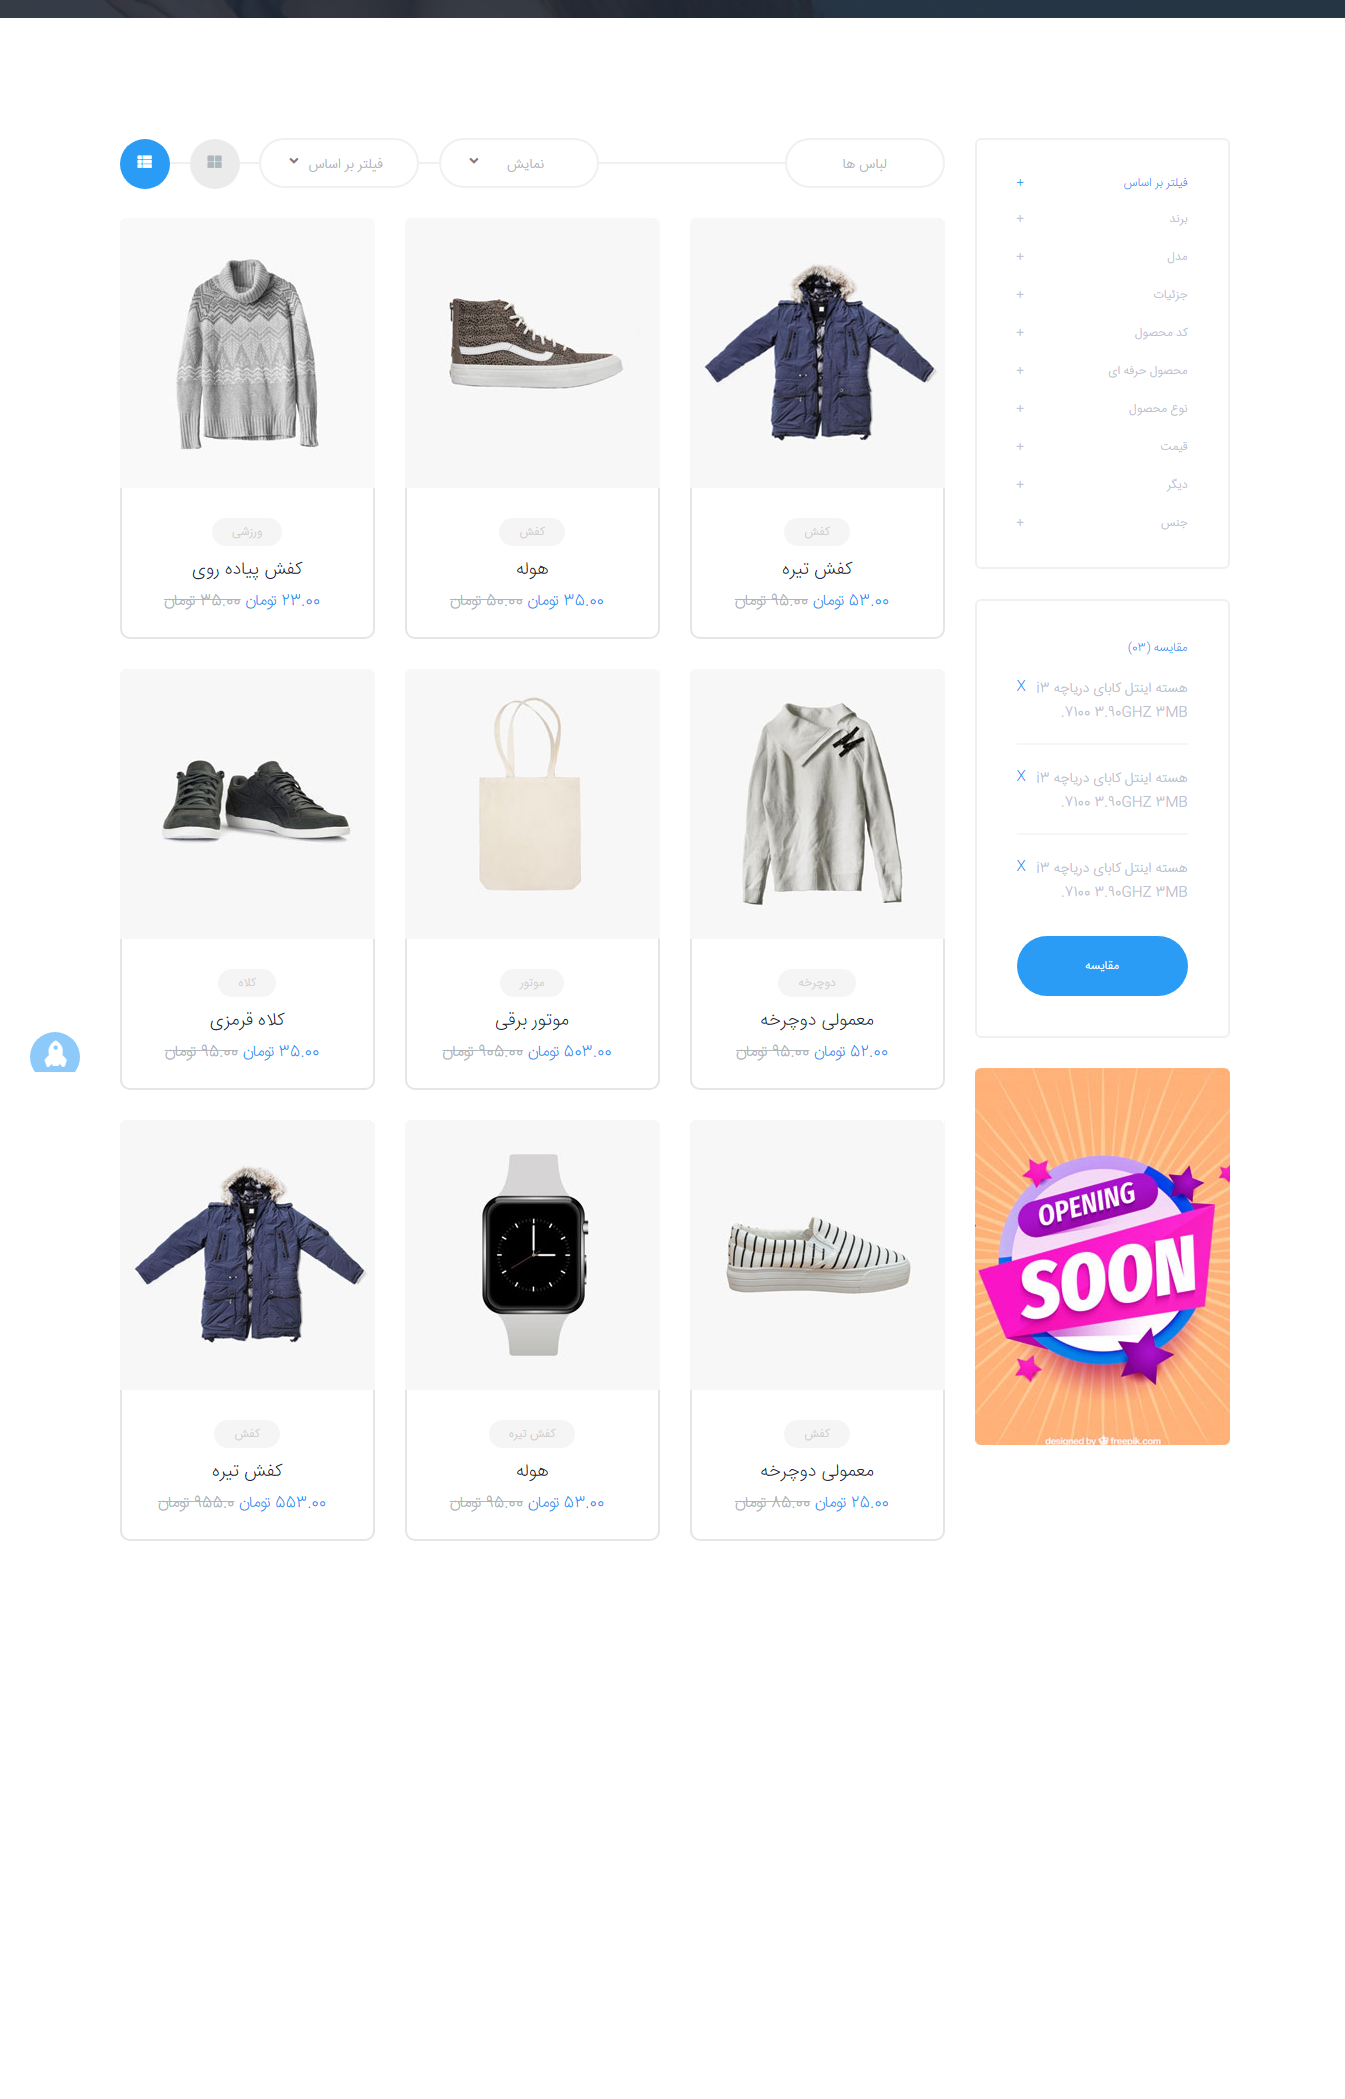 لباس ها
نمایش
فیلتر بر اساس
فیلتر بر اساس +
برند +
مدل +
جزئیات +
کد محصول +
محصول حرفه ای +
نوع محصول +
قیمت +
دیگر +
جنس +
مقایسه (۰۳)
هسته اینتل کابای دریاچه i۳ X
۷۱۰۰ ۳.۹۰GHZ ۳MB.
هسته اینتل کابای دریاچه i۳ X
۷۱۰۰ ۳.۹۰GHZ ۳MB.
هسته اینتل کابای دریاچه i۳ X
۷۱۰۰ ۳.۹۰GHZ ۳MB.
مقایسه
OPENING
SOON
designed by freepik.com
کفش
کفش تیره
۵۳.۰۰ تومان ۹۵.۰۰ تومان
کفش
هوله
۳۵.۰۰ تومان ۵۰.۰۰ تومان
ورزشی
کفش پیاده روی
۲۳.۰۰ تومان ۳۵.۰۰ تومان
دوچرخه
معمولی دوچرخه
۵۲.۰۰ تومان ۹۵.۰۰ تومان
موتور
موتور برقی
۵۰۳.۰۰ تومان ۹۰۵.۰۰ تومان
کلاه
کلاه قرمزی
۳۵.۰۰ تومان ۹۵.۰۰ تومان
کفش
معمولی دوچرخه
۲۵.۰۰ تومان ۸۵.۰۰ تومان
کفش تیره
هوله
۵۳.۰۰ تومان ۹۵.۰۰ تومان
کفش
کفش تیره
۵۵۳.۰۰ تومان ۹۵۵.۰ تومان